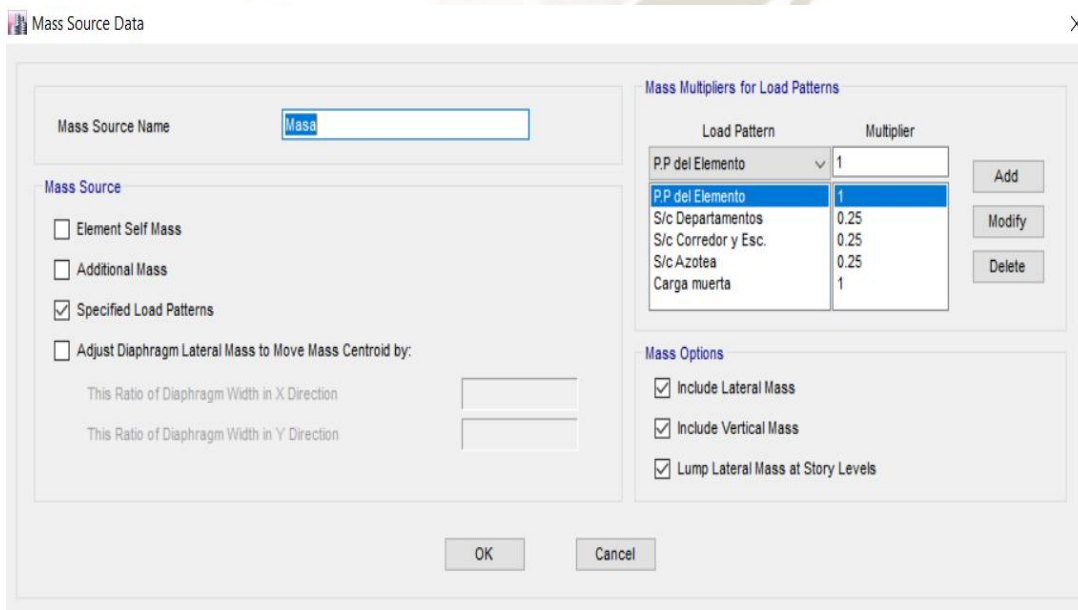 Mass Source Data
Mass Source Name Masa
Mass Source
Element Self Mass
Additional Mass
Specified Load Patterns
Adjust Diaphragm Lateral Mass to Move Mass Centroid by:
This Ratio of Diaphragm Width in X Direction
This Ratio of Diaphragm Width in Y Direction
Mass Multipliers for Load Patterns
Load Pattern Multiplier
P.P del Elemento 1
P.P del Elemento 1
S/c Departamentos 0.25
S/c Corredor y Esc. 0.25
S/c Azotea 0.25
Carga muerta 1
Add
Modify
Delete
Mass Options
Include Lateral Mass
Include Vertical Mass
Lump Lateral Mass at Story Levels
OK Cancel